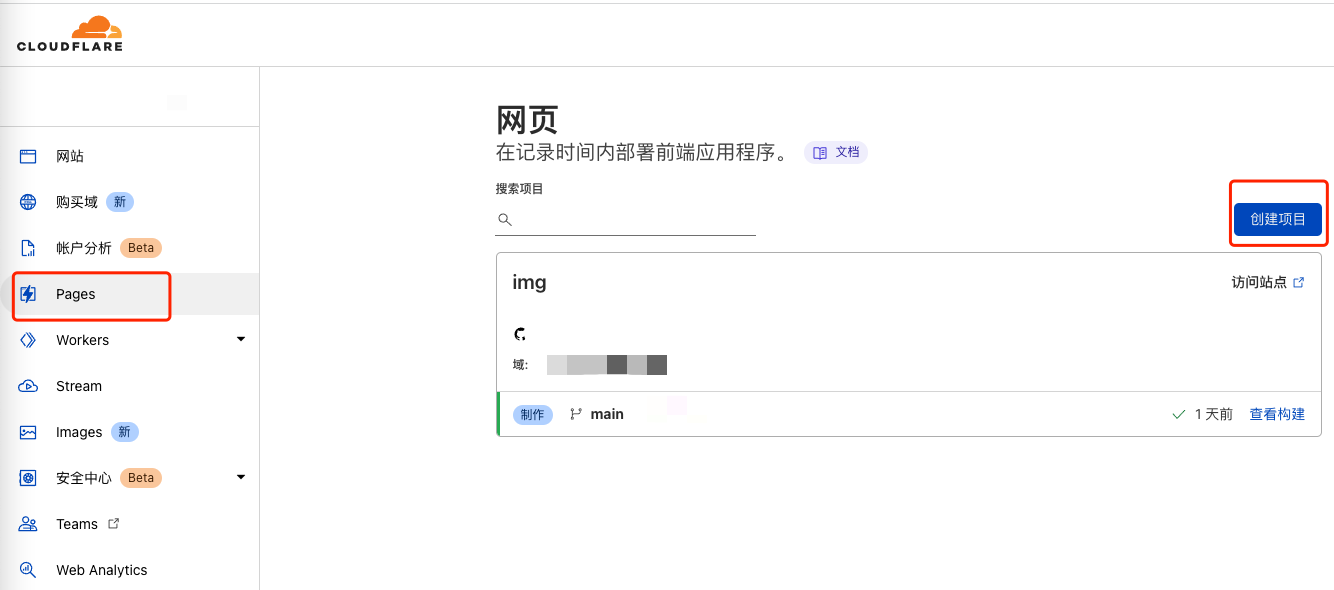 CLOUDFLARE
网站
购买域 新
帐户分析 Beta
Pages
Workers
Stream
Images 新
安全中心 Beta
Teams
Web Analytics
网页
在记录时间内部署前端应用程序。 文档
搜索项目
创建项目
img 访问站点
域:
制作 main 1 天前 查看构建